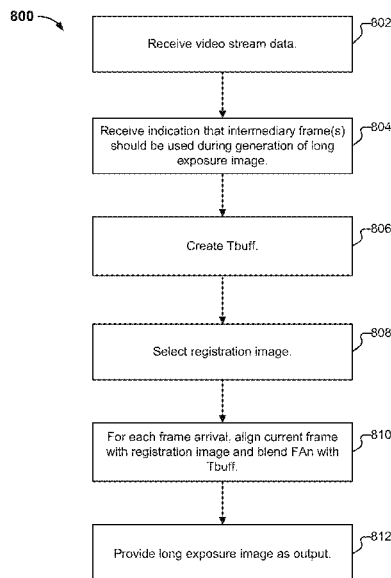 800
802
Receive video stream data.
804
Receive indication that intermediary frame(s)
should be used during generation of long
exposure image.
806
Create Tbuff.
808
Select registration image.
810
For each frame arrival, align current frame
with registration image and blend FAn with
Tbuff.
812
Provide long exposure image as output.